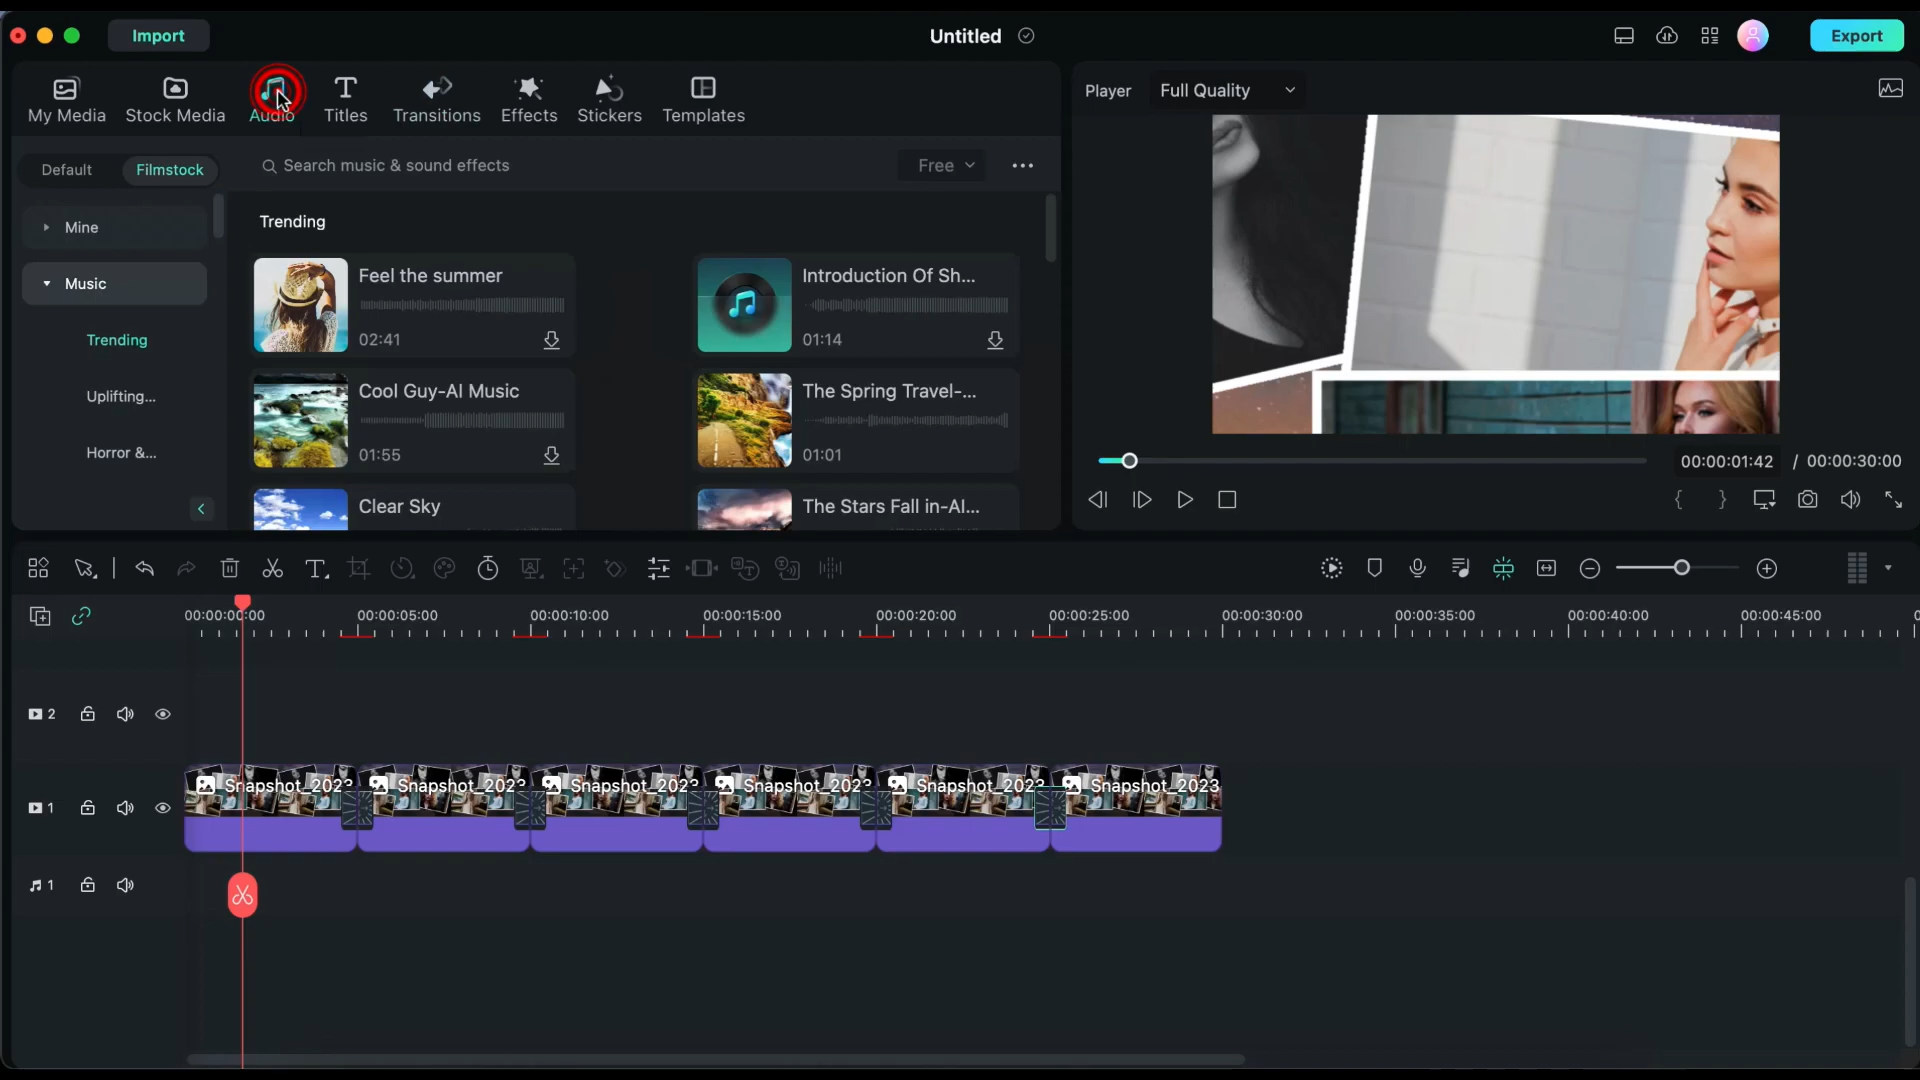 Import
Untitled
Export
My Media
Stock Media
Audio
Titles
Transitions
Effects
Stickers
Templates
Player
Full Quality
Default
Filmstock
Search music & sound effects
Free
Mine
Music
Trending
Uplifting...
Horror &...
Trending
Feel the summer
02:41
Introduction Of Sh...
01:14
Cool Guy-AI Music
01:55
The Spring Travel-...
01:01
Clear Sky
The Stars Fall in-AI...
00:00:01:42 / 00:00:30:00
00:00:00:00
00:00:05:00
00:00:10:00
00:00:15:00
00:00:20:00
00:00:25:00
00:00:30:00
00:00:35:00
00:00:40:00
00:00:45:00
2
1
Snapshot_2023
Snapshot_2023
Snapshot_2023
Snapshot_2023
Snapshot_2023
Snapshot_2023
1